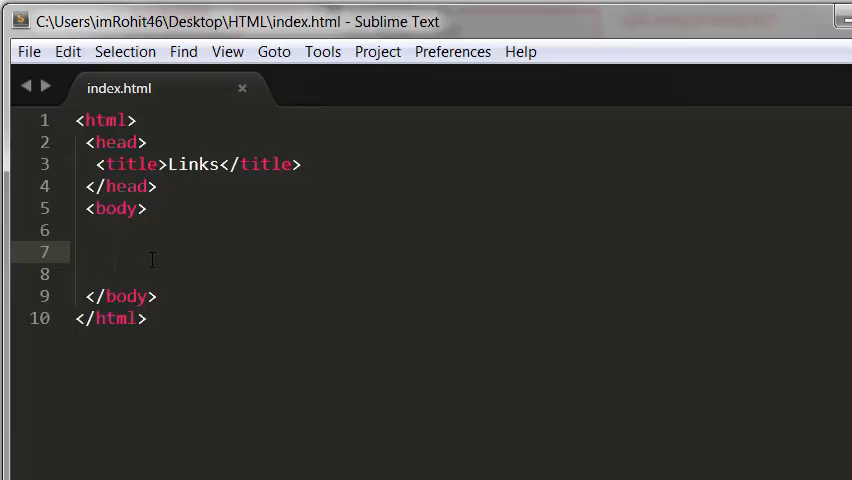 C:\Users\imRohit46\Desktop\HTML\index.html - Sublime Text
File Edit Selection Find View Goto Tools Project Preferences Help
index.html
1 <html>
2 <head>
3 <title>Links</title>
4 </head>
5 <body>
6
7
8
9 </body>
10 </html>